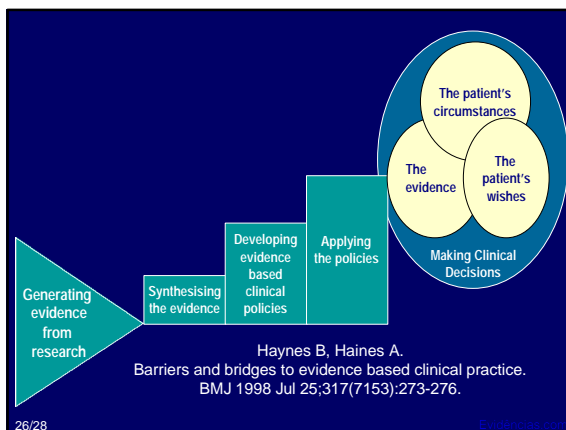 Generating
evidence
from
research
Synthesising
the evidence
Developing
evidence
based
clinical
policies
Applying
the policies
The patient's
circumstances
The
evidence
The
patient's
wishes
Making Clinical
Decisions
Haynes B, Haines A.
Barriers and bridges to evidence based clinical practice.
BMJ 1998 Jul 25;317(7153):273-276.
26/28